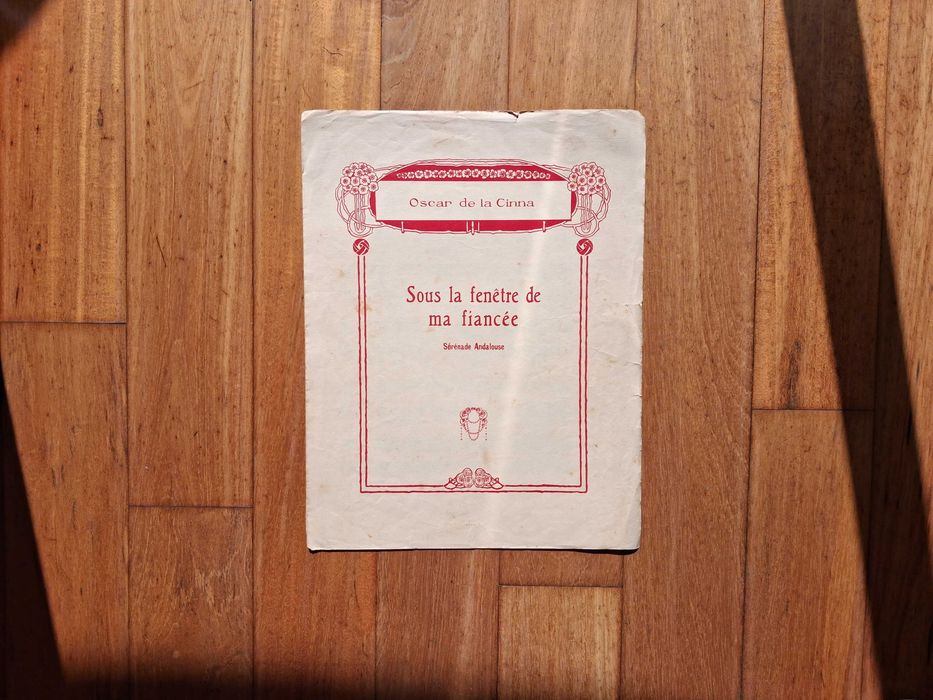 Oscar de la Cinna
Sous la fenêtre de
ma fiancée
Sérénade Andalouse